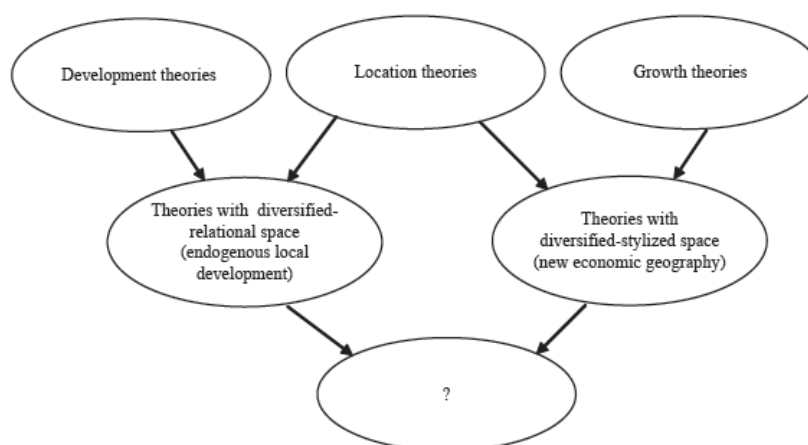 Development theories
Location theories
Growth theories
Theories with diversified-
relational space
(endogenous local
development)
Theories with
diversified-stylized space
(new economic geography)
?